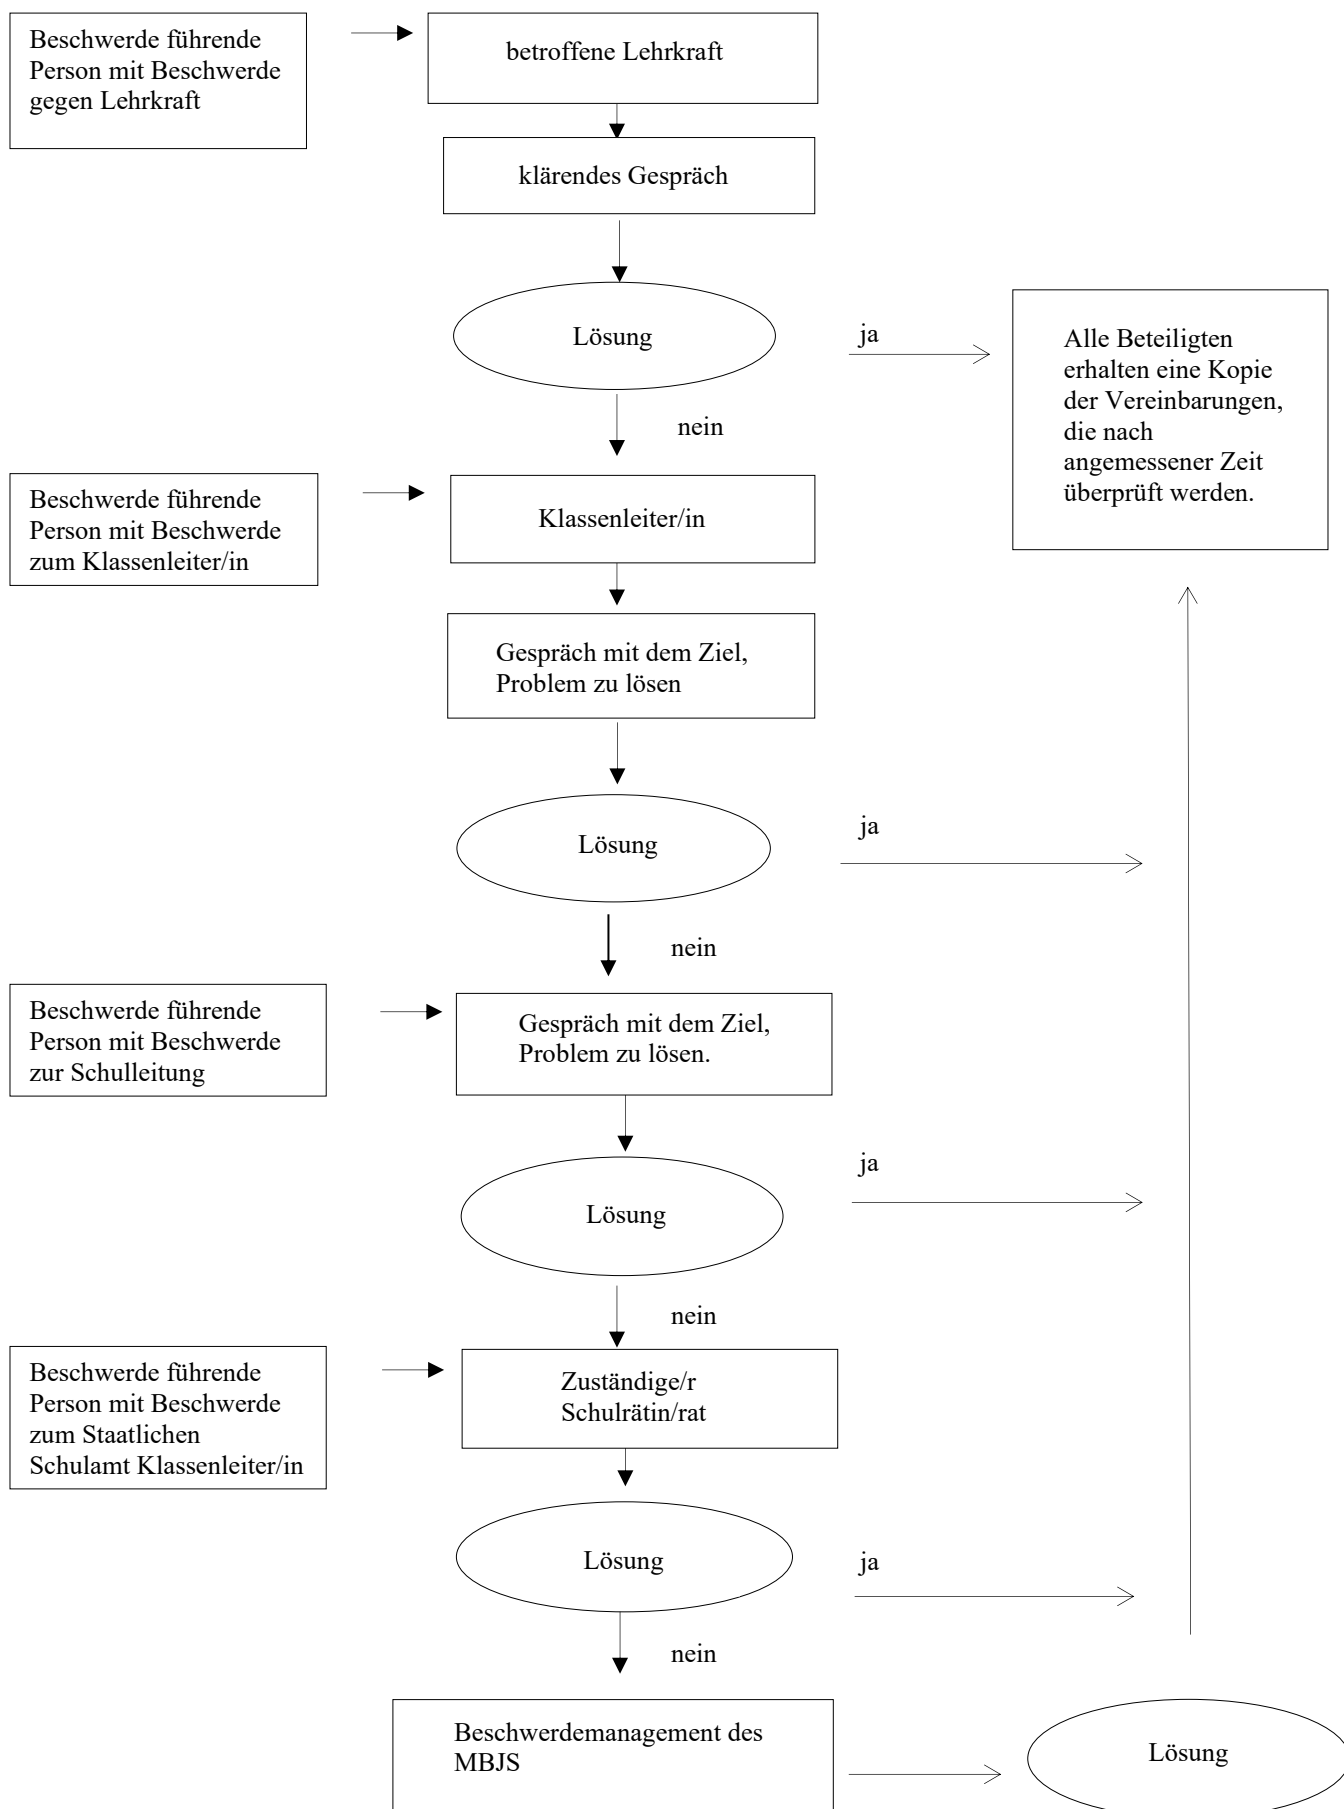 Beschwerde führende
Person mit Beschwerde
gegen Lehrkraft
betroffene Lehrkraft
klärendes Gespräch
Lösung
ja
Alle Beteiligten
erhalten eine Kopie
der Vereinbarungen,
die nach
angemessener Zeit
überprüft werden.
nein
Beschwerde führende
Person mit Beschwerde
zum Klassenleiter/in
Klassenleiter/in
Gespräch mit dem Ziel,
Problem zu lösen
Lösung
ja
nein
Beschwerde führende
Person mit Beschwerde
zur Schulleitung
Gespräch mit dem Ziel,
Problem zu lösen.
Lösung
ja
nein
Beschwerde führende
Person mit Beschwerde
zum Staatlichen
Schulamt Klassenleiter/in
Zuständige/r
Schulrätin/rat
Lösung
ja
nein
Beschwerdemanagement des
MBJS
Lösung